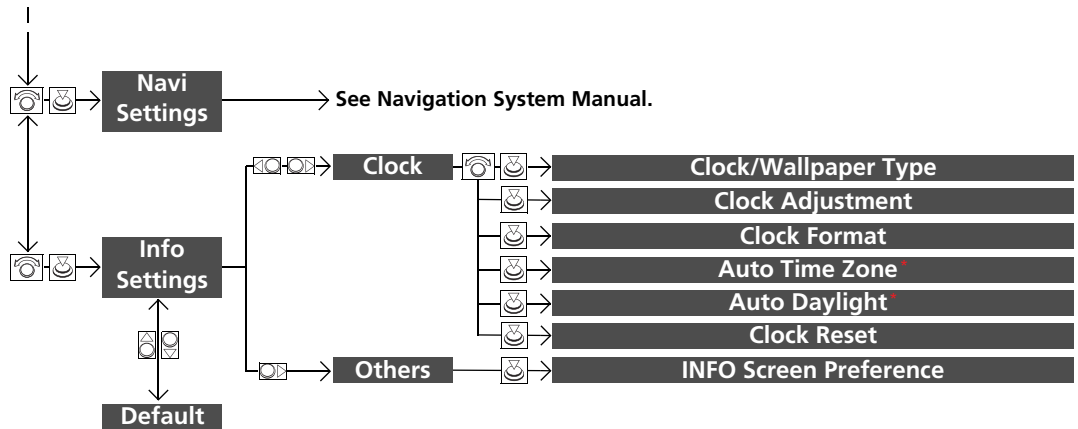 Navi
Settings
See Navigation System Manual.
Clock
Clock/Wallpaper Type
Clock Adjustment
Clock Format
Info
Settings
Auto Time Zone*
Auto Daylight*
Clock Reset
Others
INFO Screen Preference
Default